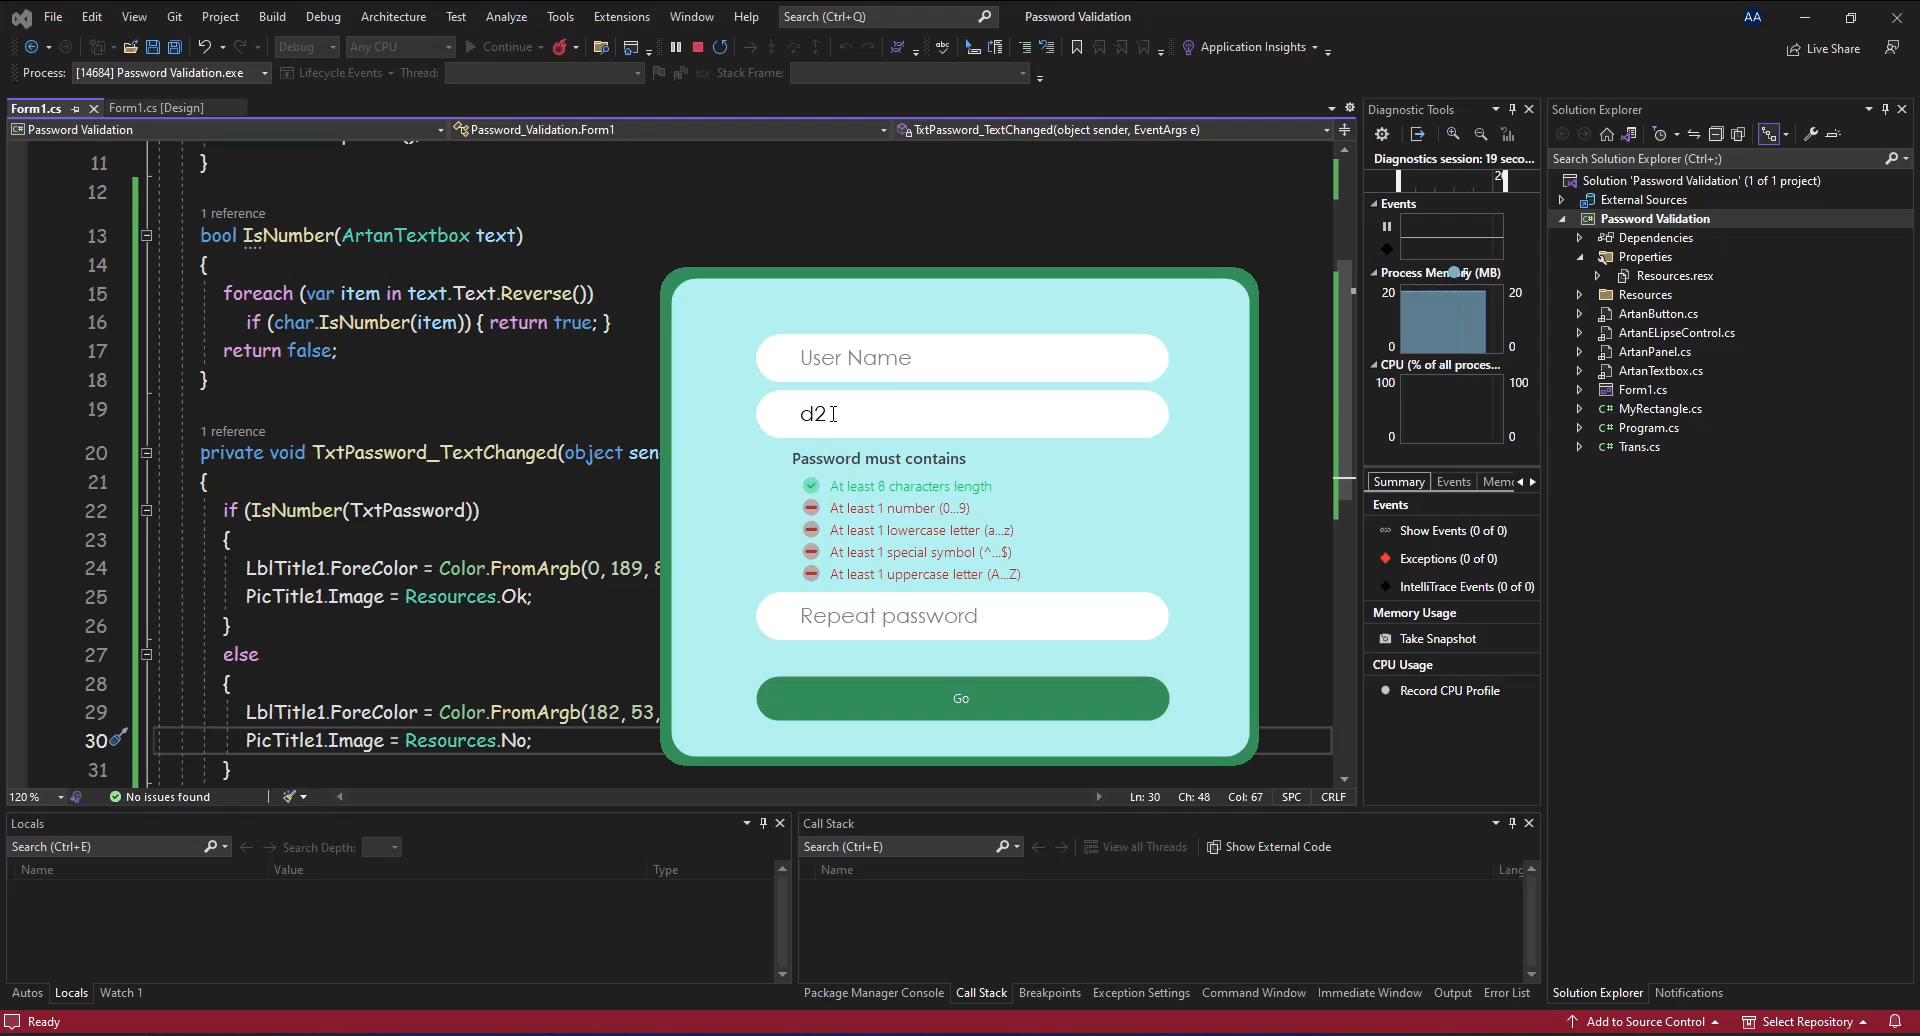 File Edit View Git Project Build Debug Architecture Test Analyze Tools Extensions Window Help Search (Ctrl+Q) Password Validation AA
Debug Any CPU Continue Application Insights Live Share
Process: [14684] Password Validation.exe Lifecycle Events Thread: Stack Frame:
Form1.cs Form1.cs [Design]
Password Validation Password_Validation.Form1 TxtPassword_TextChanged(object sender, EventArgs e)
11 }
12
1 reference
13 bool IsNumber(ArtanTextbox text)
14 {
15 foreach (var item in text.Text.Reverse())
16 if (char.IsNumber(item)) { return true; }
17 return false;
18 }
19
1 reference
20 private void TxtPassword_TextChanged(object sen
21 {
22 if (IsNumber(TxtPassword))
23 {
24 LblTitle1.ForeColor = Color.FromArgb(0, 189, 8
25 PicTitle1.Image = Resources.Ok;
26 }
27 else
28 {
29 LblTitle1.ForeColor = Color.FromArgb(182, 53,
30 PicTitle1.Image = Resources.No;
31 }
120 % No issues found Ln: 30 Ch: 48 Col: 67 SPC CRLF
User Name
d2
Password must contains
At least 8 characters length
At least 1 number (0...9)
At least 1 lowercase letter (a...z)
At least 1 special symbol (^...$)
At least 1 uppercase letter (A...Z)
Repeat password
Go
Diagnostic Tools
Diagnostics session: 19 seco...
Events
Process Memory (MB)
20 20
0 0
CPU (% of all proces...
100 100
0 0
Summary Events Mem
Events
Show Events (0 of 0)
Exceptions (0 of 0)
IntelliTrace Events (0 of 0)
Memory Usage
Take Snapshot
CPU Usage
Record CPU Profile
Solution Explorer
Search Solution Explorer (Ctrl+;)
Solution 'Password Validation' (1 of 1 project)
External Sources
Password Validation
Dependencies
Properties
Resources.resx
Resources
ArtanButton.cs
ArtanELipseControl.cs
ArtanPanel.cs
ArtanTextbox.cs
Form1.cs
MyRectangle.cs
Program.cs
Trans.cs
Locals
Search (Ctrl+E) Search Depth:
Name Value Type
Autos Locals Watch 1
Call Stack
Search (Ctrl+E) View all Threads Show External Code
Name Lang
Package Manager Console Call Stack Breakpoints Exception Settings Command Window Immediate Window Output Error List
Solution Explorer Notifications
Ready Add to Source Control Select Repository